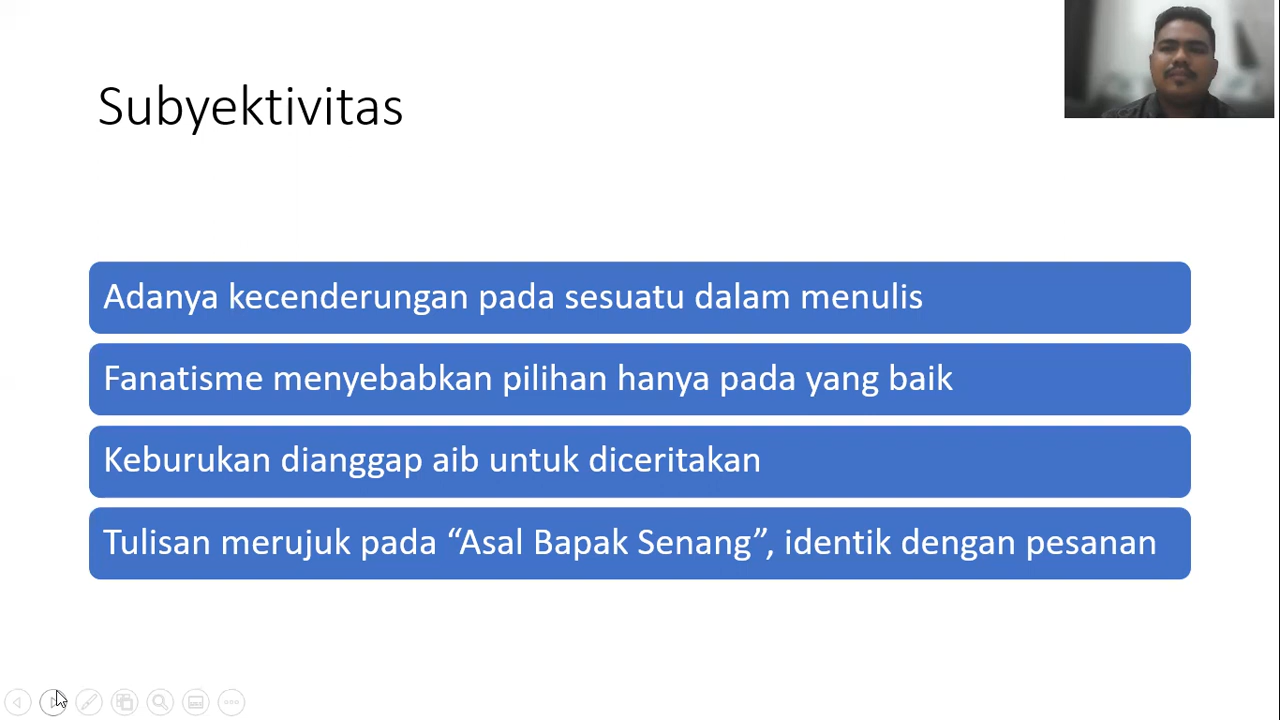 Subyektivitas
Adanya kecenderungan pada sesuatu dalam menulis
Fanatisme menyebabkan pilihan hanya pada yang baik
Keburukan dianggap aib untuk diceritakan
Tulisan merujuk pada “Asal Bapak Senang”, identik dengan pesanan